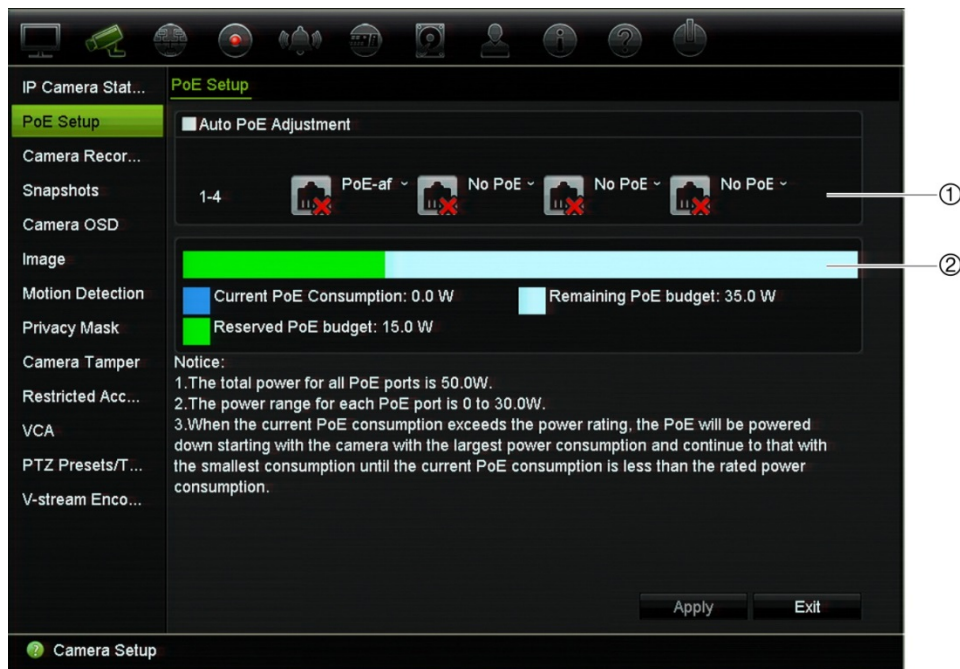 IP Camera Stat...
PoE Setup
Camera Recor...
Snapshots
Camera OSD
Image
Motion Detection
Privacy Mask
Camera Tamper
Restricted Acc...
VCA
PTZ Presets/T...
V-stream Enco...
PoE Setup
Auto PoE Adjustment
1-4 PoE-af No PoE No PoE No PoE
①
②
Current PoE Consumption: 0.0 W Remaining PoE budget: 35.0 W
Reserved PoE budget: 15.0 W
Notice:
1.The total power for all PoE ports is 50.0W.
2.The power range for each PoE port is 0 to 30.0W.
3.When the current PoE consumption exceeds the power rating, the PoE will be powered
down starting with the camera with the largest power consumption and continue to that with
the smallest consumption until the current PoE consumption is less than the rated power
consumption.
Apply Exit
Camera Setup